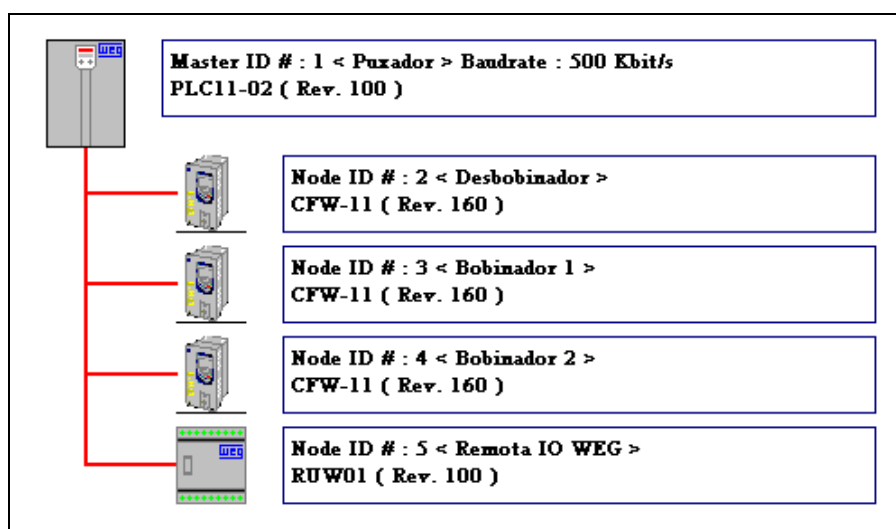 weg
Master ID # : 1 < Puxador > Baudrate : 500 Kbit/s
PLC11-02 ( Rev. 100 )
Node ID # : 2 < Desbobinador >
CFW-11 ( Rev. 160 )
Node ID # : 3 < Bobinador 1 >
CFW-11 ( Rev. 160 )
Node ID # : 4 < Bobinador 2 >
CFW-11 ( Rev. 160 )
weg
Node ID # : 5 < Remota IO WEG >
RUW01 ( Rev. 100 )